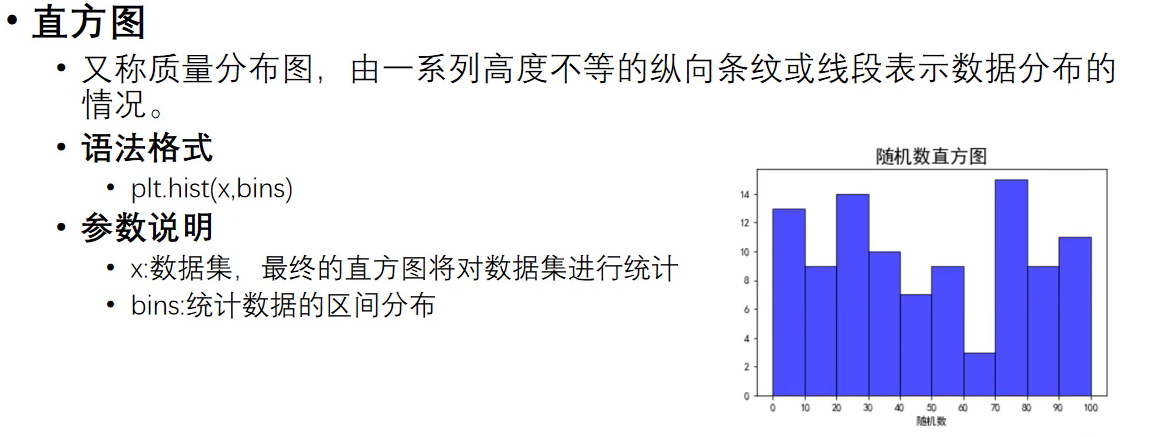 • 直方图
• 又称质量分布图，由一系列高度不等的纵向条纹或线段表示数据分布的
情况。
• 语法格式
• plt.hist(x,bins)
• 参数说明
• x:数据集，最终的直方图将对数据集进行统计
• bins:统计数据的区间分布
随机数直方图
14
12
10
8
6
4
2
0
0 10 20 30 40 50 60 70 80 90 100
随机数